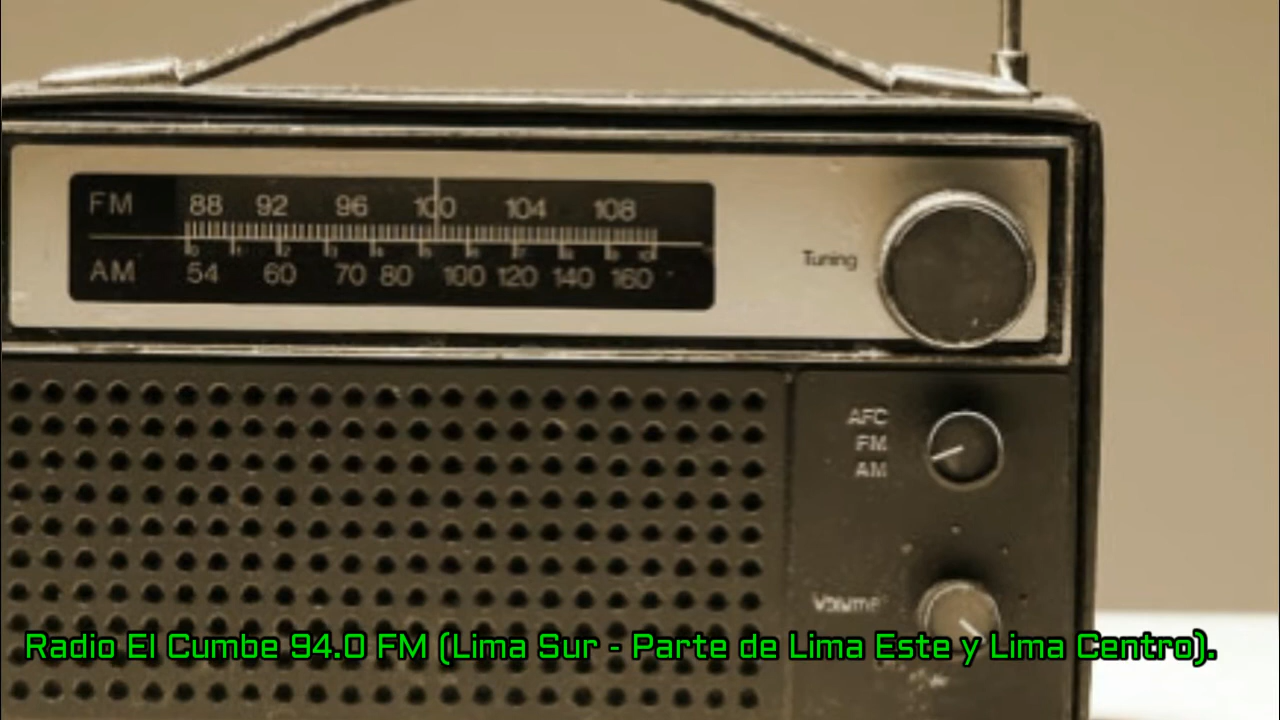 FM 88 92 96 100 104 108
AM 54 60 70 80 100 120 140 160
Tuning
AFC
FM
AM
Volume
Radio El Cumbe 94.0 FM (Lima Sur - Parte de Lima Este y Lima Centro).